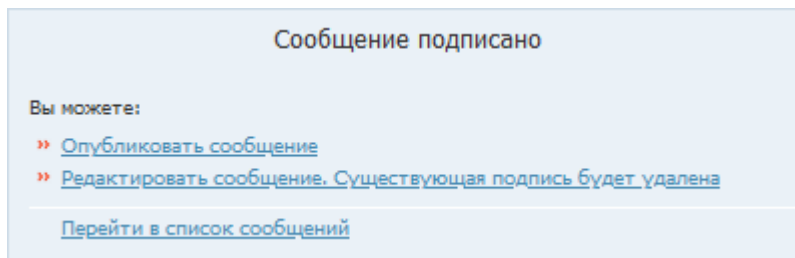 Сообщение подписано
Вы можете:
» Опубликовать сообщение
» Редактировать сообщение. Существующая подпись будет удалена
Перейти в список сообщений